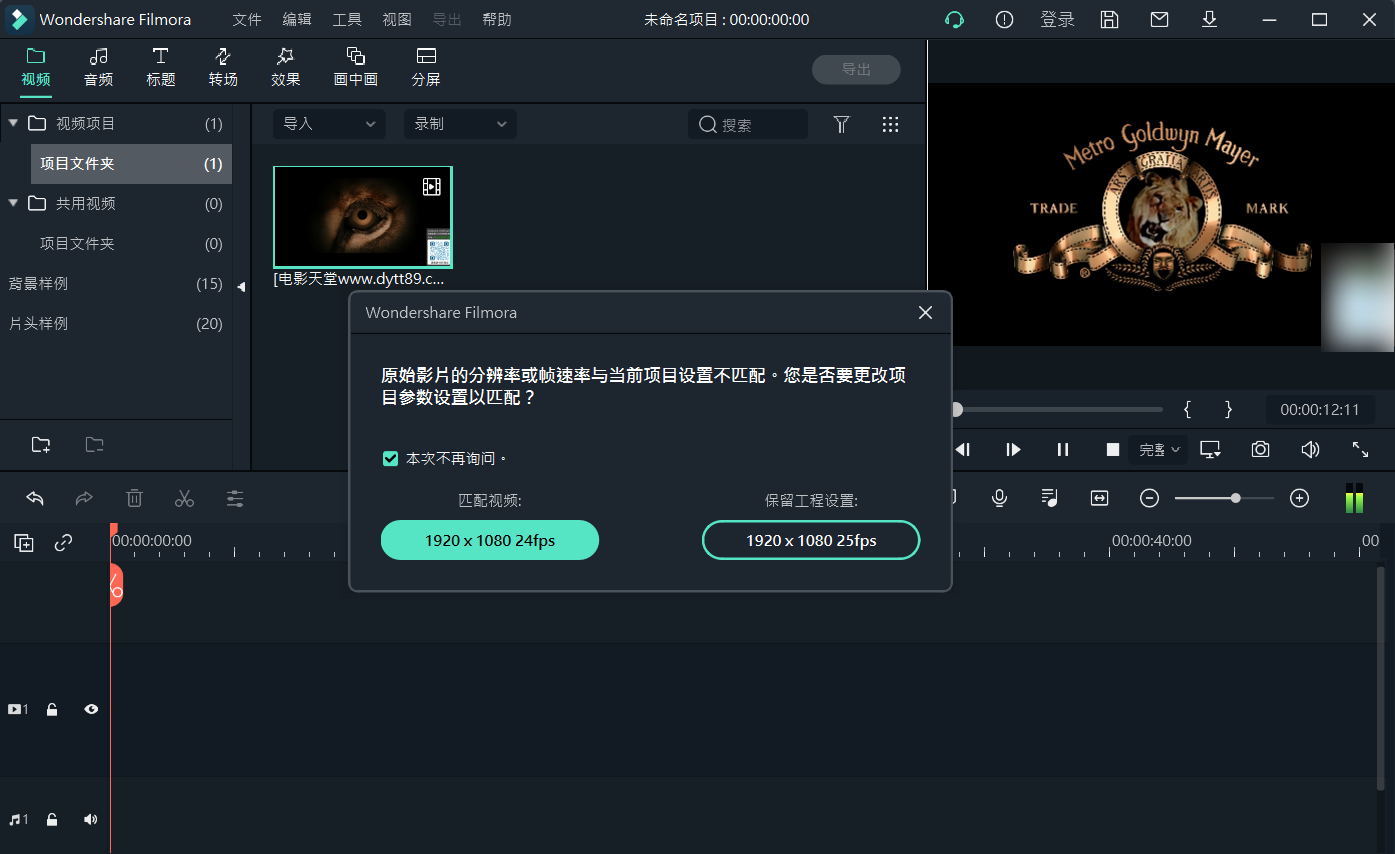 Wondershare Filmora 文件 编辑 工具 视图 导出 帮助 未命名项目 : 00:00:00:00 登录
视频 音频 标题 转场 效果 画中画 分屏 导出
视频项目 (1)
项目文件夹 (1)
共用视频 (0)
项目文件夹 (0)
背景样例 (15)
片头样例 (20)
导入 录制 搜索
[电影天堂www.dytt89.c...
Metro Goldwyn Mayer
ARS GRATIA ARTIS
TRADE MARK
®
Wondershare Filmora
原始影片的分辨率或帧速率与当前项目设置不匹配。您是否要更改项
目参数设置以匹配？
本次不再询问。
匹配视频: 保留工程设置:
1920 x 1080 24fps 1920 x 1080 25fps
{ } 00:00:12:11
完整
00:00:00:00 00:00:40:00 00
1
1